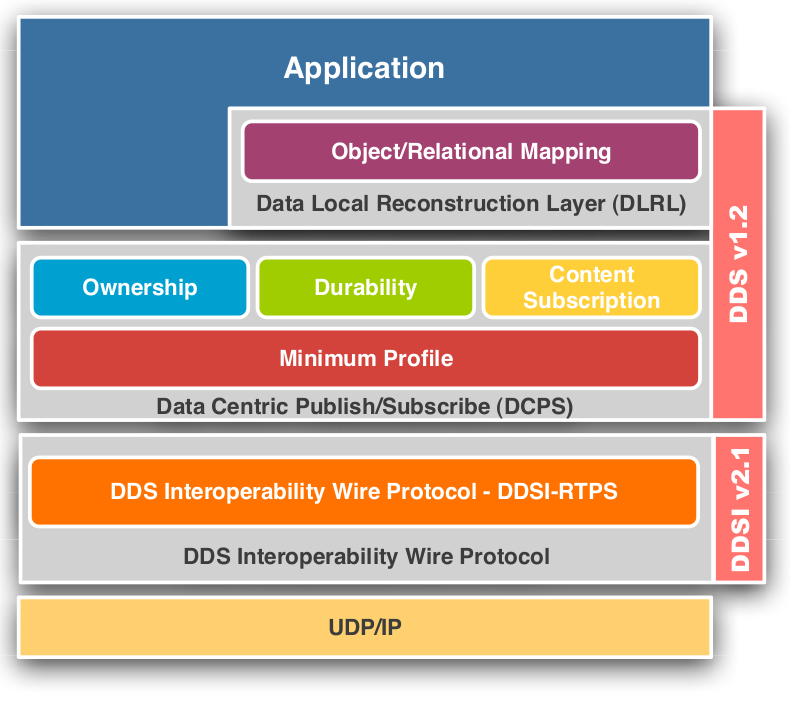 Application
Object/Relational Mapping
Data Local Reconstruction Layer (DLRL)
DDS v1.2
Ownership
Durability
Content
Subscription
Minimum Profile
Data Centric Publish/Subscribe (DCPS)
DDS Interoperability Wire Protocol - DDSI-RTPS
DDS Interoperability Wire Protocol
DDSI v2.1
UDP/IP